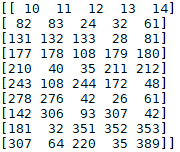 [[ 10 11 12 13 14]
[ 82 83 24 32 61]
[131 132 133 28 81]
[177 178 108 179 180]
[210 40 35 211 212]
[243 108 244 172 48]
[278 276 42 26 61]
[142 306 93 307 42]
[181 32 351 352 353]
[307 64 220 35 389]]